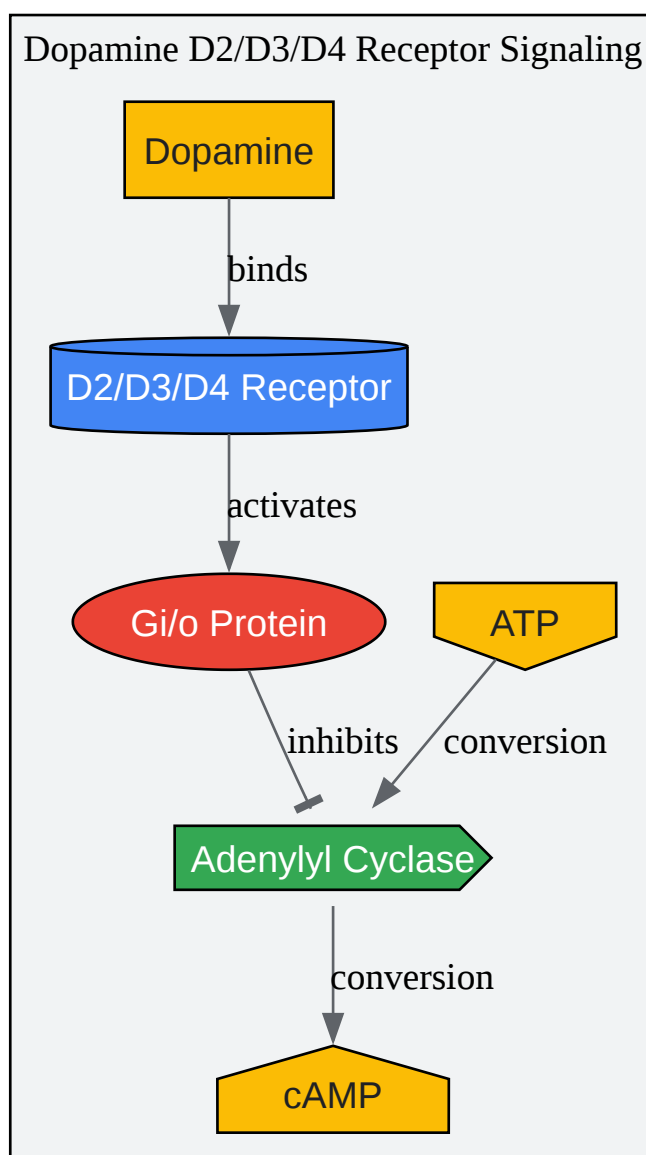 Dopamine D2/D3/D4 Receptor Signaling
Dopamine
binds
D2/D3/D4 Receptor
activates
Gi/o Protein
ATP
inhibits
conversion
Adenylyl Cyclase
conversion
cAMP